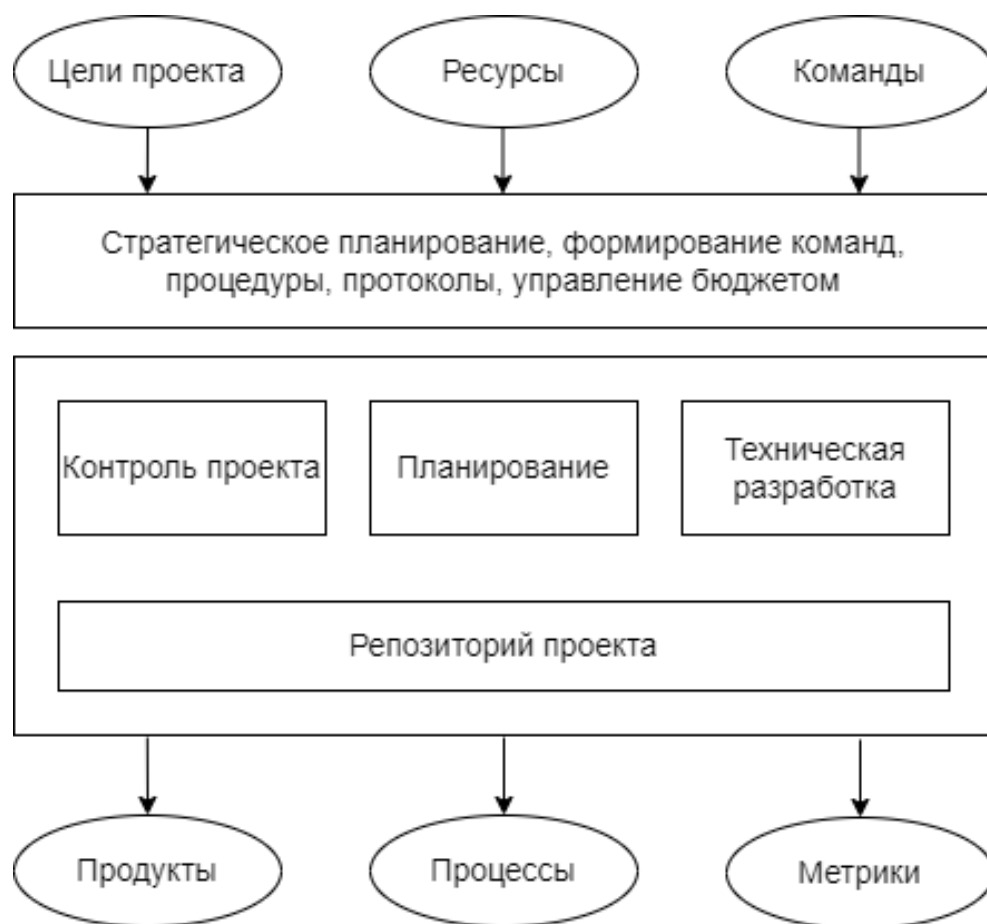 Цели проекта
Ресурсы
Команды
Стратегическое планирование, формирование команд,
процедуры, протоколы, управление бюджетом
Контроль проекта
Планирование
Техническая
разработка
Репозиторий проекта
Продукты
Процессы
Метрики